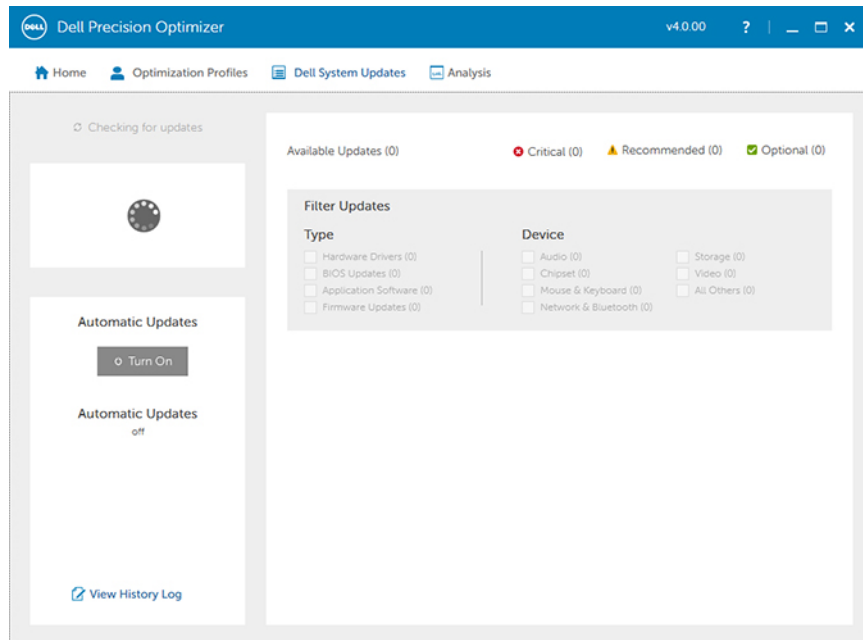 DELL Dell Precision Optimizer v4.0.00 ?
Home Optimization Profiles Dell System Updates Analysis
Checking for updates
Available Updates (0) Critical (0) Recommended (0) Optional (0)
Filter Updates
Type Device
Hardware Drivers (0) Audio (0) Storage (0)
BIOS Updates (0) Chipset (0) Video (0)
Application Software (0) Mouse & Keyboard (0) All Others (0)
Firmware Updates (0) Network & Bluetooth (0)
Automatic Updates
Turn On
Automatic Updates
off
View History Log